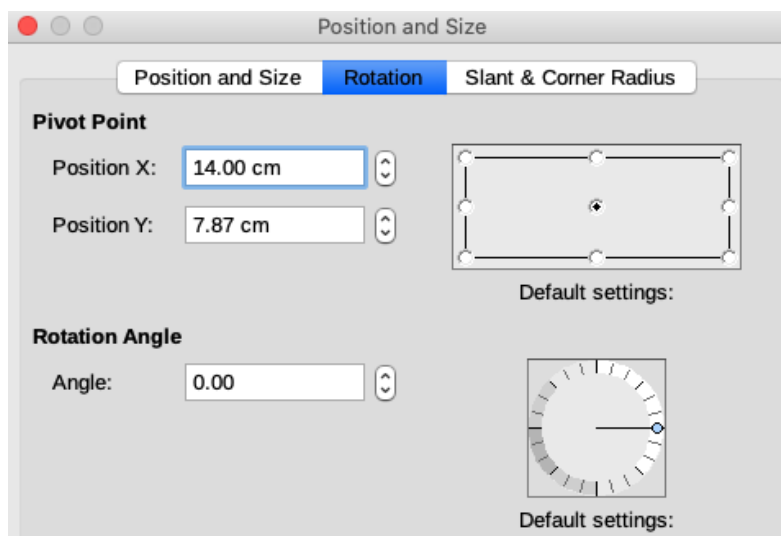 Position and Size
Position and Size Rotation Slant & Corner Radius
Pivot Point
Position X: 14.00 cm
Position Y: 7.87 cm
Default settings:
Rotation Angle
Angle: 0.00
Default settings: